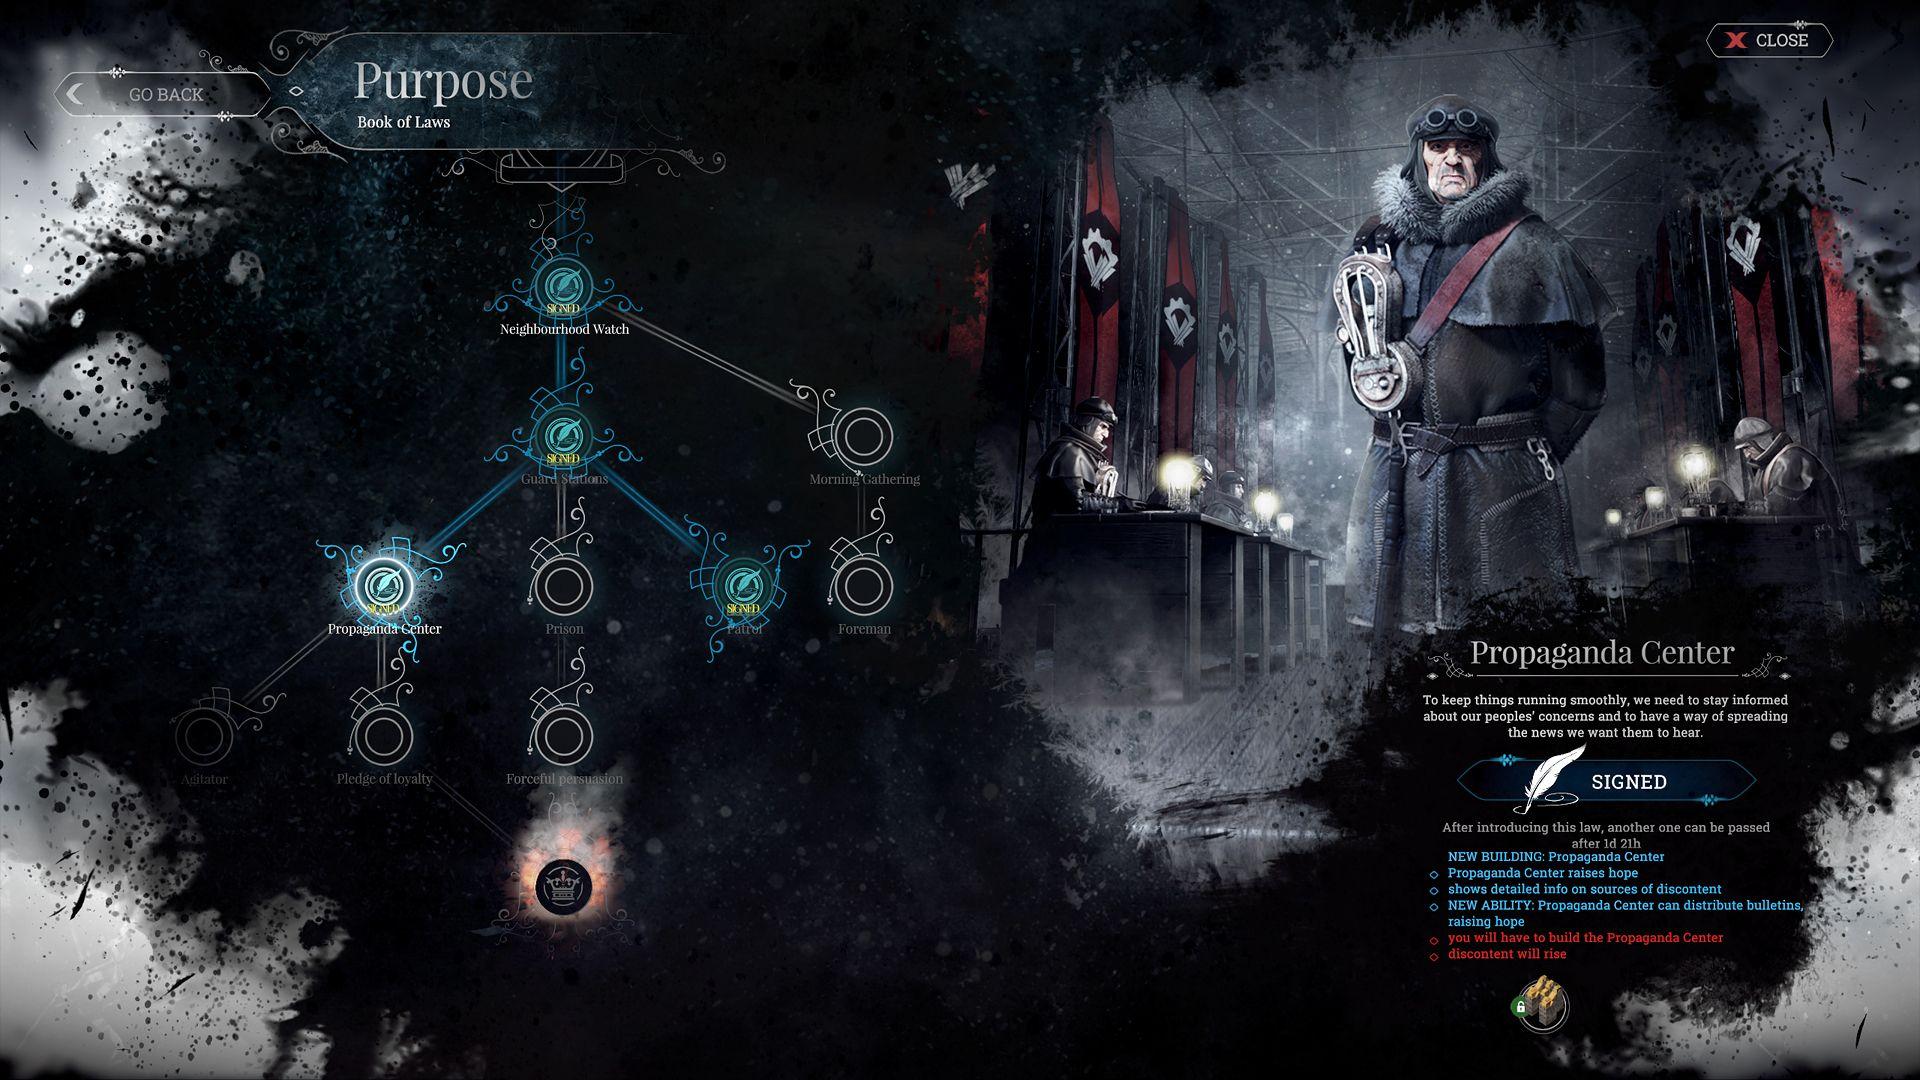 CLOSE
Purpose
GO BACK
Book of Laws
SIGNED
Neighbourhood Watch
SIGNED
Guard Stations
Morning Gathering
SIGNED
Propaganda Center
Prison
SIGNED
Patrol
Foreman
Agitator
Pledge of loyalty
Forceful persuasion
Propaganda Center
To keep things running smoothly, we need to stay informed
about our peoples' concerns and to have a way of spreading
the news we want them to hear.
SIGNED
After introducing this law, another one can be passed
after 1d 21h
NEW BUILDING: Propaganda Center
Propaganda Center raises hope
shows detailed info on sources of discontent
NEW ABILITY: Propaganda Center can distribute bulletins,
raising hope
you will have to build the Propaganda Center
discontent will rise